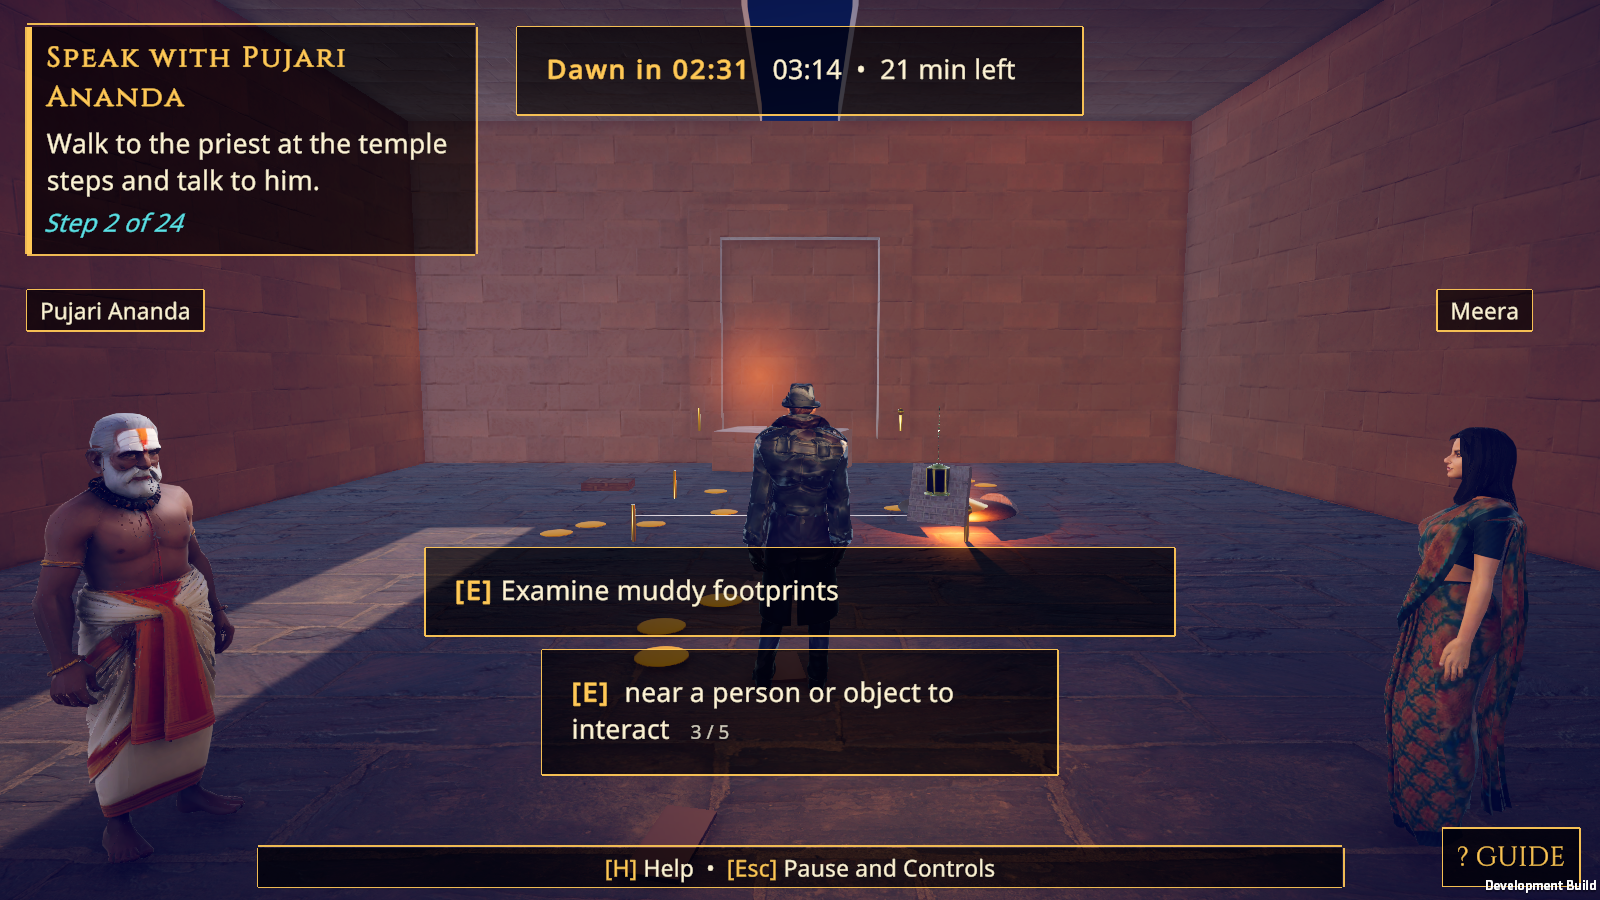 SPEAK WITH PUJARI
ANANDA
Walk to the priest at the temple
steps and talk to him.
Step 2 of 24
Dawn in 02:31 03:14 • 21 min left
Pujari Ananda
Meera
[E] Examine muddy footprints
[E] near a person or object to
interact 3 / 5
[H] Help • [Esc] Pause and Controls
? GUIDE
Development Build